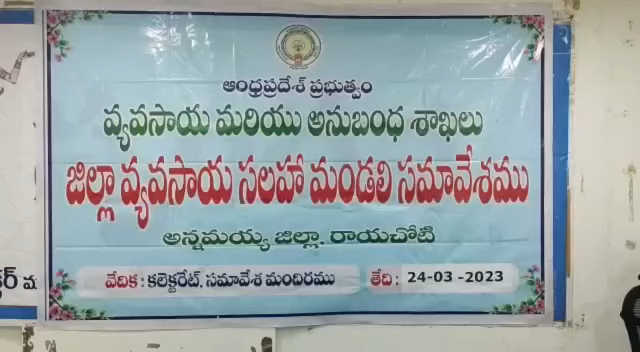 ఆంధ్రప్రదేశ్ ప్రభుత్వం
వ్యవసాయ మరియు అనుబంధ శాఖలు
జిల్లా వ్యవసాయ సలహా మండలి సమావేశము
అన్నమయ్య జిల్లా, రాయచోటి
వేదిక : కలెక్టరేట్, సమావేశ మందిరము తేది : 24-03-2023